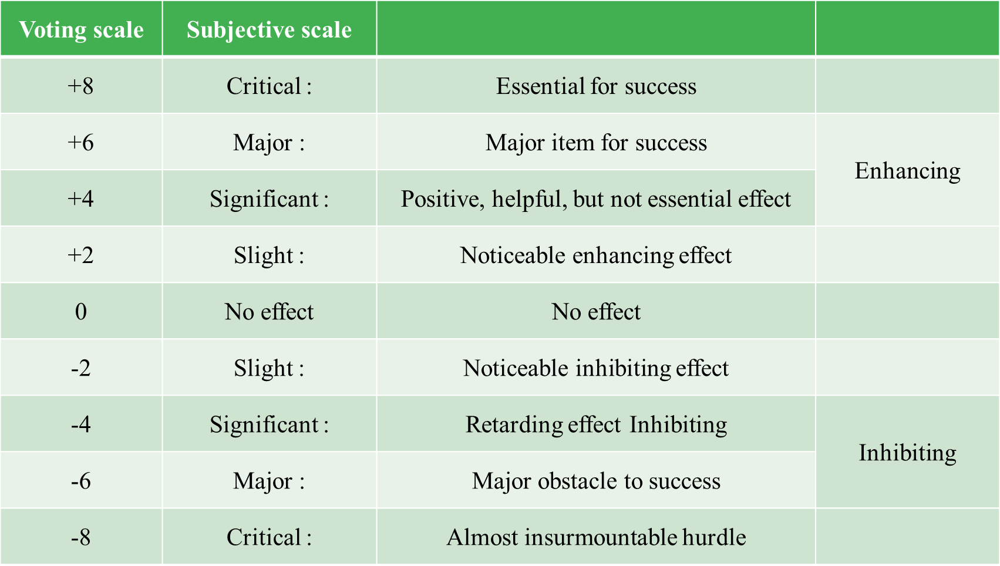 Voting scale Subjective scale
+8 Critical : Essential for success
+6 Major : Major item for success
Enhancing
+4 Significant : Positive, helpful, but not essential effect
+2 Slight : Noticeable enhancing effect
0 No effect No effect
-2 Slight : Noticeable inhibiting effect
-4 Significant : Retarding effect Inhibiting
Inhibiting
-6 Major : Major obstacle to success
-8 Critical : Almost insurmountable hurdle